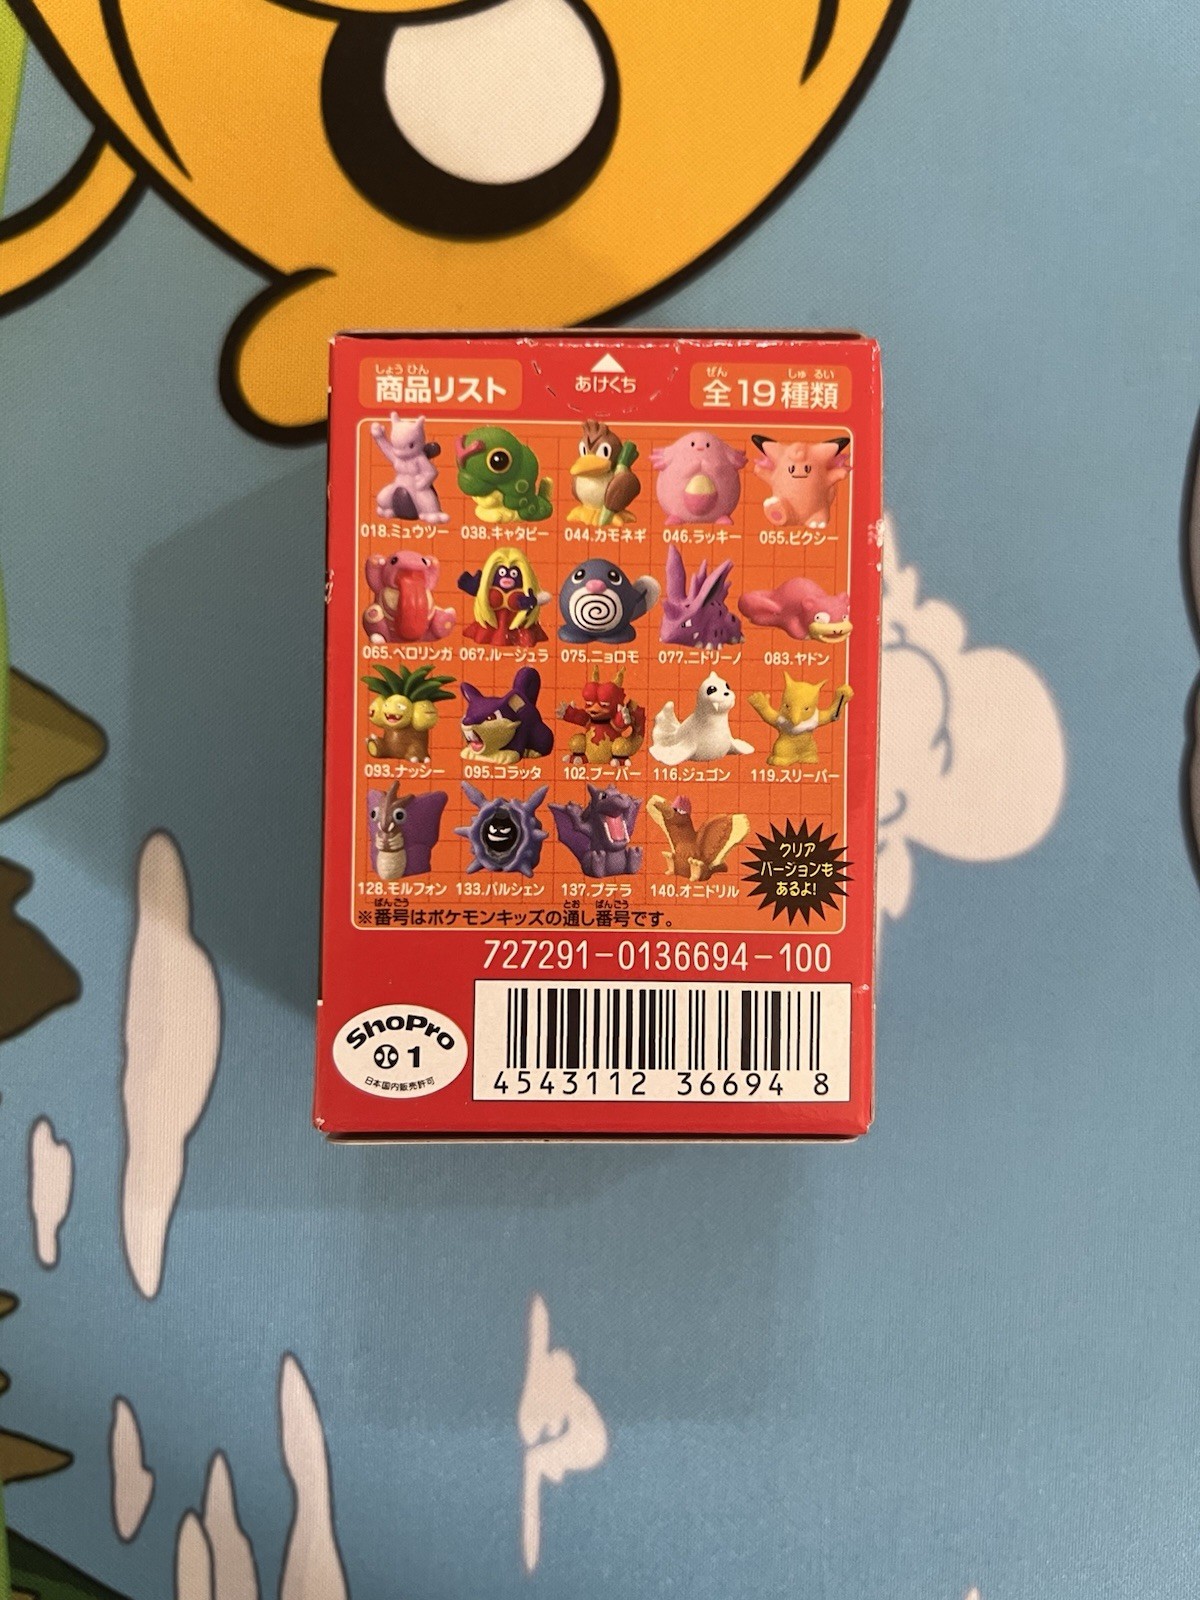 しょうひん
商品リスト
あけくち
ぜん しゅるい
全19種類
018.ミュウツー 038.キャタピー 044.カモネギ 046.ラッキー 055.ピクシー
065.ベロリンガ 067.ルージュラ 075.ニョロモ 077.ニドリーノ 083.ヤドン
093.ナッシー 095.コラッタ 102.ブーバー 116.ジュゴン 119.スリーパー
128.モルフォン 133.パルシェン 137.プテラ 140.オニドリル
クリア
バージョンも
あるよ!
ばんごう とお ばんごう
※番号はポケモンキッズの通し番号です。
727291-0136694-100
ShoPro
1
日本国内販売許可
4543112 366948